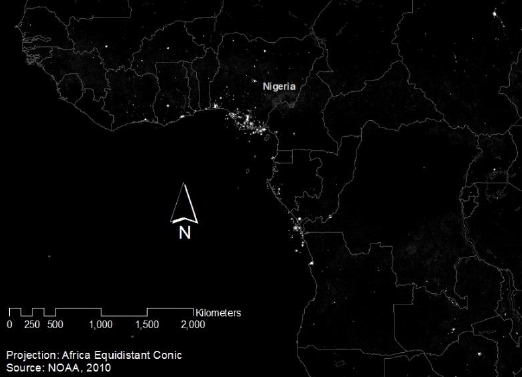 Nigeria
N
Kilometers
0 250 500 1,000 1,500 2,000
Projection: Africa Equidistant Conic
Source: NOAA, 2010